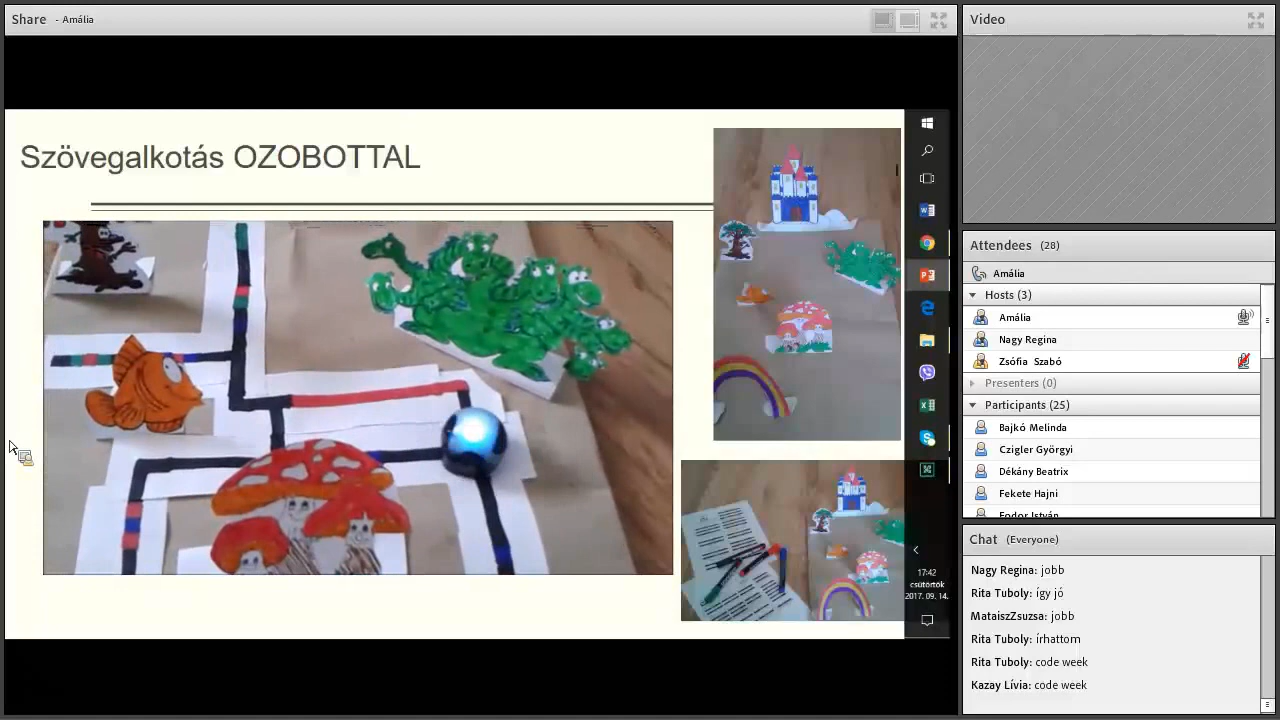 Share - Amália
Szövegalkotás OZOBOTTAL
17:42
csütörtök
2017. 09. 14.
Video
Attendees (28)
Amália
Hosts (3)
Amália
Nagy Regina
Zsófia Szabó
Presenters (0)
Participants (25)
Bajkó Melinda
Czigler Györgyi
Dékány Beatrix
Fekete Hajni
Fodor István
Chat (Everyone)
Nagy Regina: jobb
Rita Tuboly: így jó
MataiszZsuzsa: jobb
Rita Tuboly: írhattom
Rita Tuboly: code week
Kazay Lívia: code week